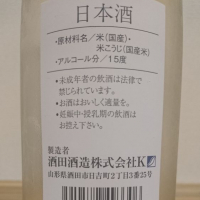 日本酒
・原材料名／米（国産）・
米こうじ（国産米）
・アルコール分／15度
・未成年者の飲酒は法律で
禁じられています。
・お酒はおいしく適量を。
・妊娠中・授乳期の飲酒は
お控え下さい。
製造者
酒田酒造株式会社K
山形県酒田市日吉町2丁目3番25号